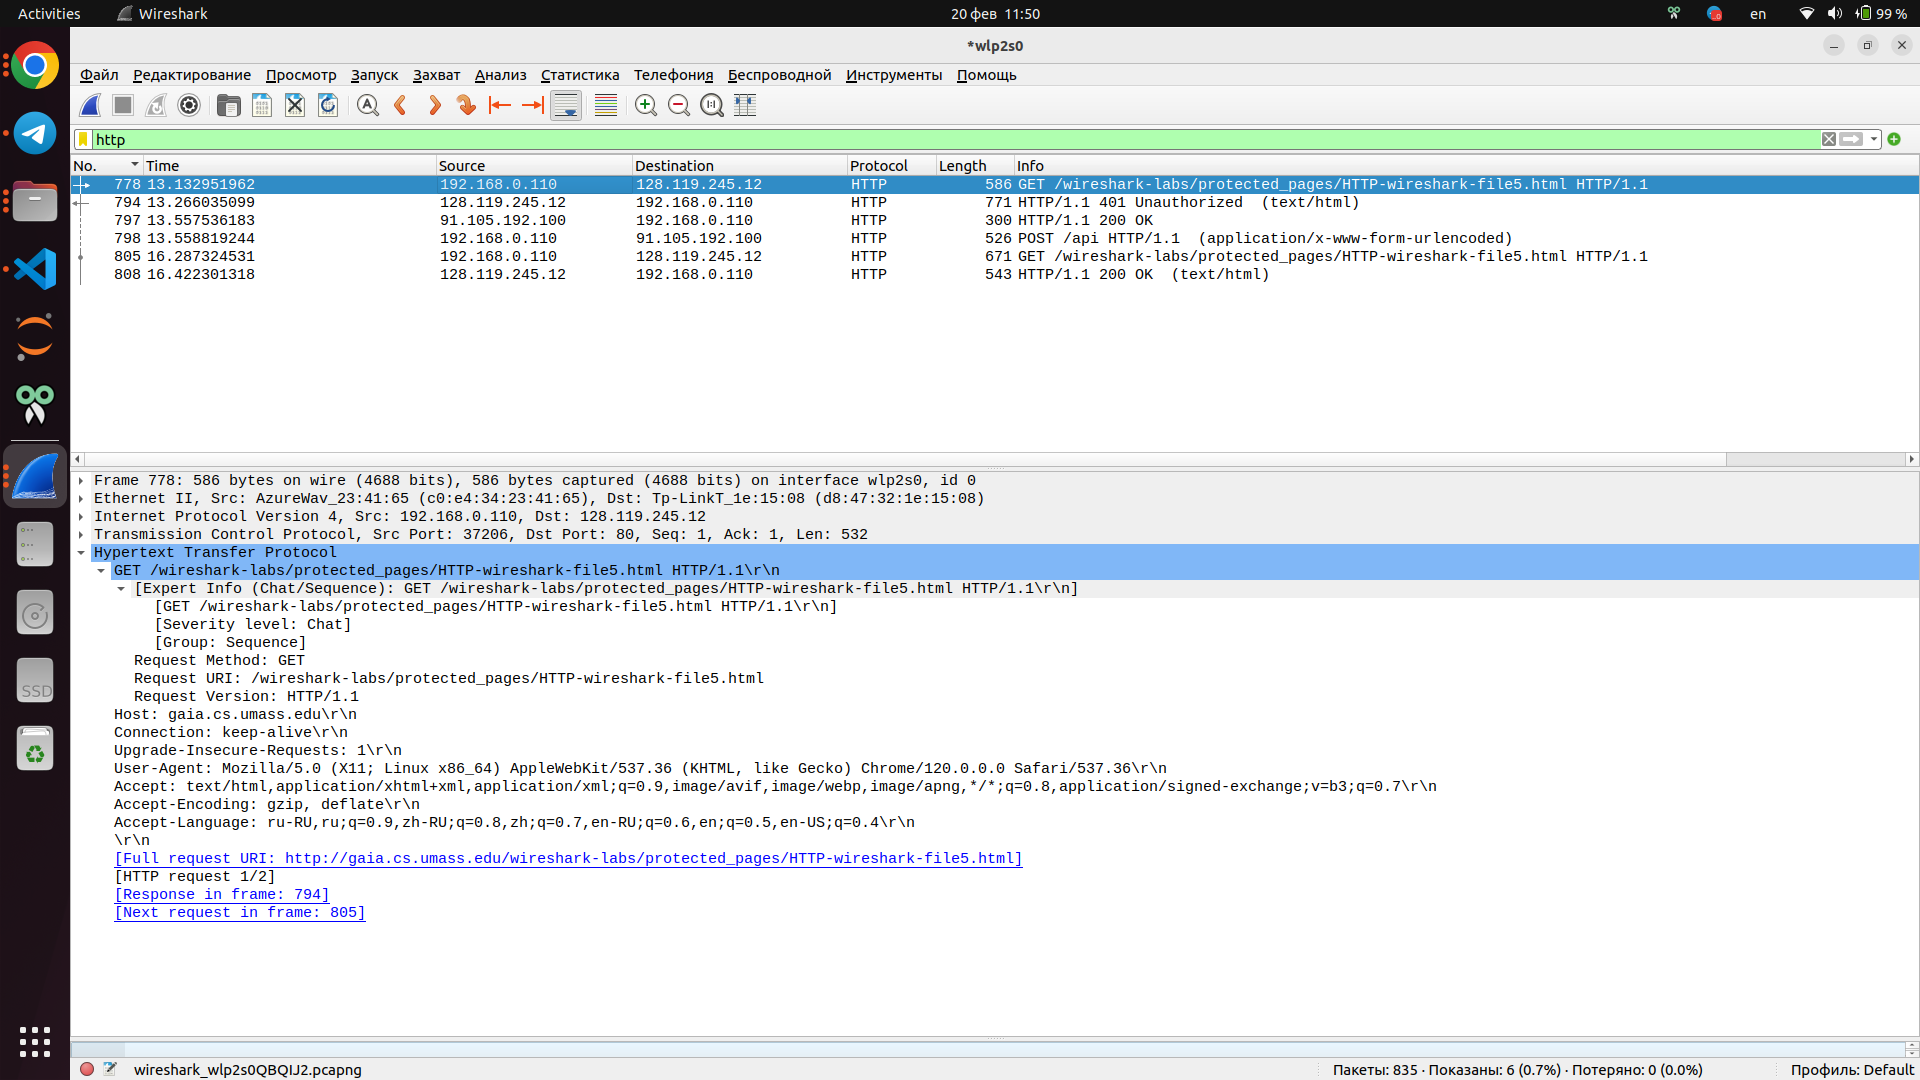 Activities Wireshark 20 фев 11:50 en 99 %
*wlp2s0
Файл Редактирование Просмотр Запуск Захват Анализ Статистика Телефония Беспроводной Инструменты Помощь
http
No. Time Source Destination Protocol Length Info
778 13.132951962 192.168.0.110 128.119.245.12 HTTP 586 GET /wireshark-labs/protected_pages/HTTP-wireshark-file5.html HTTP/1.1
794 13.266035099 128.119.245.12 192.168.0.110 HTTP 771 HTTP/1.1 401 Unauthorized (text/html)
797 13.557536183 91.105.192.100 192.168.0.110 HTTP 300 HTTP/1.1 200 OK
798 13.558819244 192.168.0.110 91.105.192.100 HTTP 526 POST /api HTTP/1.1 (application/x-www-form-urlencoded)
805 16.287324531 192.168.0.110 128.119.245.12 HTTP 671 GET /wireshark-labs/protected_pages/HTTP-wireshark-file5.html HTTP/1.1
808 16.422301318 128.119.245.12 192.168.0.110 HTTP 543 HTTP/1.1 200 OK (text/html)
Frame 778: 586 bytes on wire (4688 bits), 586 bytes captured (4688 bits) on interface wlp2s0, id 0
Ethernet II, Src: AzureWav_23:41:65 (c0:e4:34:23:41:65), Dst: Tp-LinkT_1e:15:08 (d8:47:32:1e:15:08)
Internet Protocol Version 4, Src: 192.168.0.110, Dst: 128.119.245.12
Transmission Control Protocol, Src Port: 37206, Dst Port: 80, Seq: 1, Ack: 1, Len: 532
Hypertext Transfer Protocol
GET /wireshark-labs/protected_pages/HTTP-wireshark-file5.html HTTP/1.1\r\n
[Expert Info (Chat/Sequence): GET /wireshark-labs/protected_pages/HTTP-wireshark-file5.html HTTP/1.1\r\n]
[GET /wireshark-labs/protected_pages/HTTP-wireshark-file5.html HTTP/1.1\r\n]
[Severity level: Chat]
[Group: Sequence]
Request Method: GET
Request URI: /wireshark-labs/protected_pages/HTTP-wireshark-file5.html
Request Version: HTTP/1.1
Host: gaia.cs.umass.edu\r\n
Connection: keep-alive\r\n
Upgrade-Insecure-Requests: 1\r\n
User-Agent: Mozilla/5.0 (X11; Linux x86_64) AppleWebKit/537.36 (KHTML, like Gecko) Chrome/120.0.0.0 Safari/537.36\r\n
Accept: text/html,application/xhtml+xml,application/xml;q=0.9,image/avif,image/webp,image/apng,*/*;q=0.8,application/signed-exchange;v=b3;q=0.7\r\n
Accept-Encoding: gzip, deflate\r\n
Accept-Language: ru-RU,ru;q=0.9,zh-RU;q=0.8,zh;q=0.7,en-RU;q=0.6,en;q=0.5,en-US;q=0.4\r\n
\r\n
[Full request URI: http://gaia.cs.umass.edu/wireshark-labs/protected_pages/HTTP-wireshark-file5.html]
[HTTP request 1/2]
[Response in frame: 794]
[Next request in frame: 805]
SSD
wireshark_wlp2s0QBQIJ2.pcapng Пакеты: 835 · Показаны: 6 (0.7%) · Потеряно: 0 (0.0%) Профиль: Default